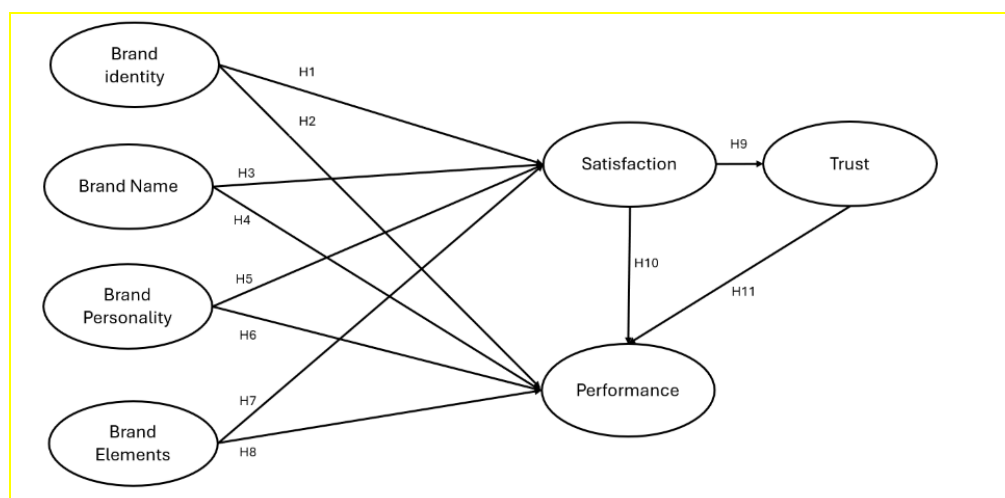 Brand
identity
H1
H2
Brand Name
H3
H4
Satisfaction
H9
Trust
Brand
Personality
H5
H6
H10
H11
Performance
Brand
Elements
H7
H8